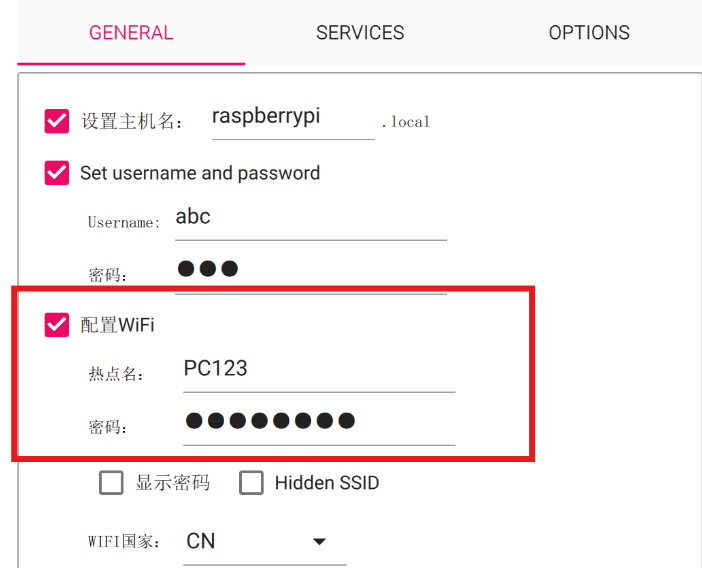 GENERAL SERVICES OPTIONS
设置主机名： raspberrypi .local
Set username and password
Username: abc
密码： ●●●
配置WiFi
热点名： PC123
密码： ●●●●●●●●
显示密码 Hidden SSID
WIFI国家： CN